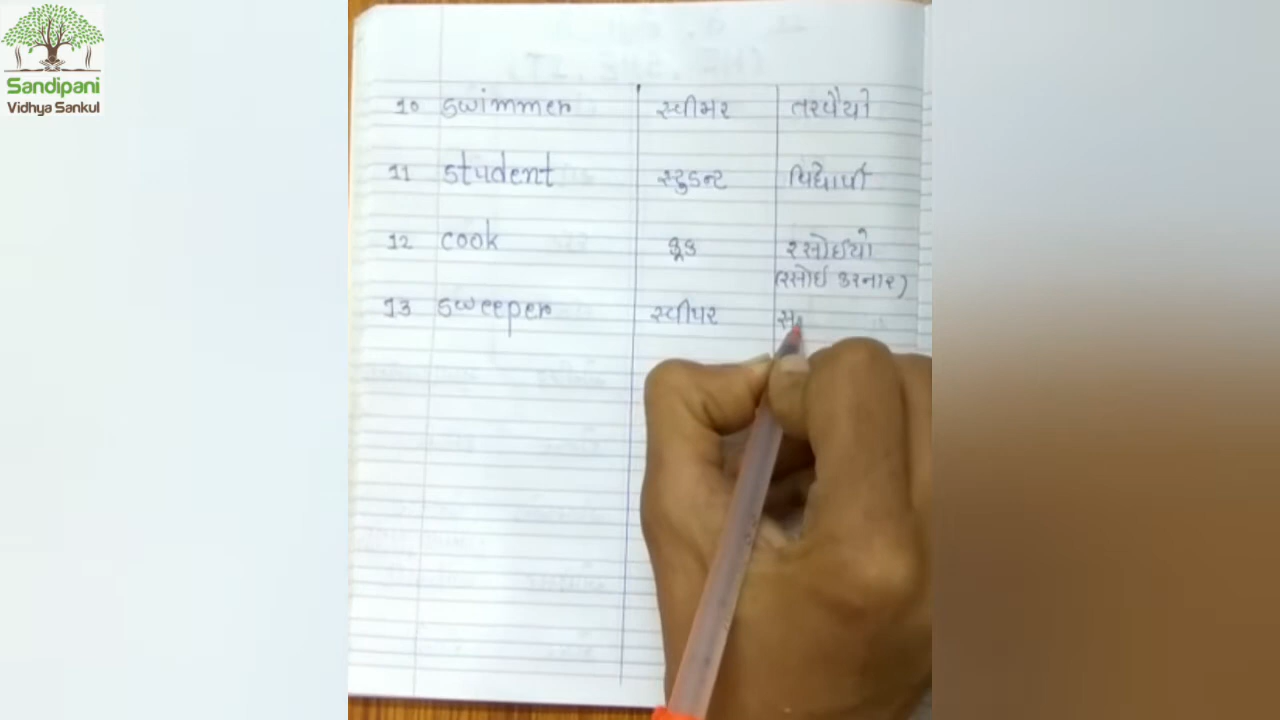 Sandipani
Vidhya Sankul
10 swimmer સ્વીમર તરવૈયો
11 student સ્ટુડન્ટ વિદ્યાર્થી
12 cook કૂક રસોઈયો
(રસોઈ કરનાર)
13 sweeper સ્વીપર